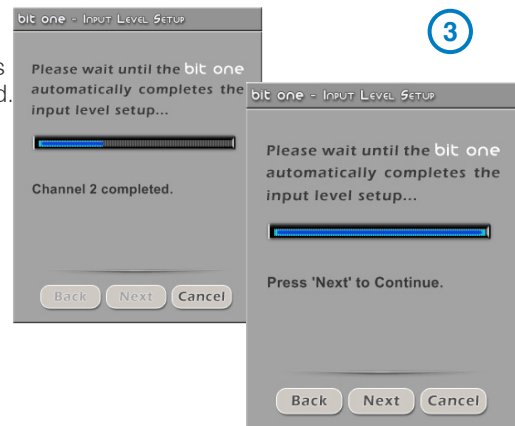 bit one - Input Level Setup
3
s
d.
Please wait until the bit one
automatically completes the
input level setup...
Channel 2 completed.
Back Next Cancel
bit one - Input Level Setup
Please wait until the bit one
automatically completes the
input level setup...
Press 'Next' to Continue.
Back Next Cancel